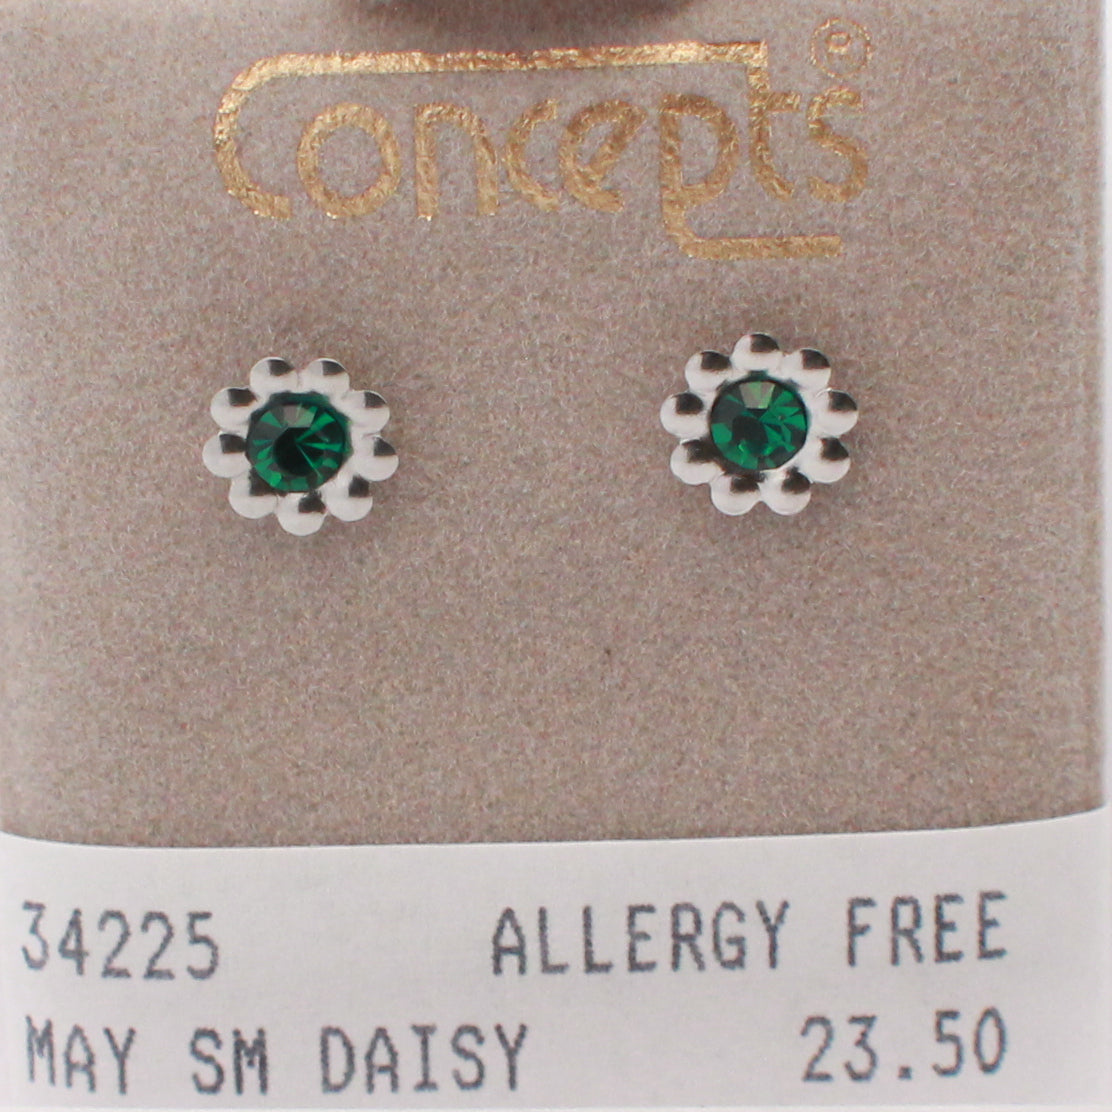 Concepts®
34225 ALLERGY FREE
MAY SM DAISY 23.50